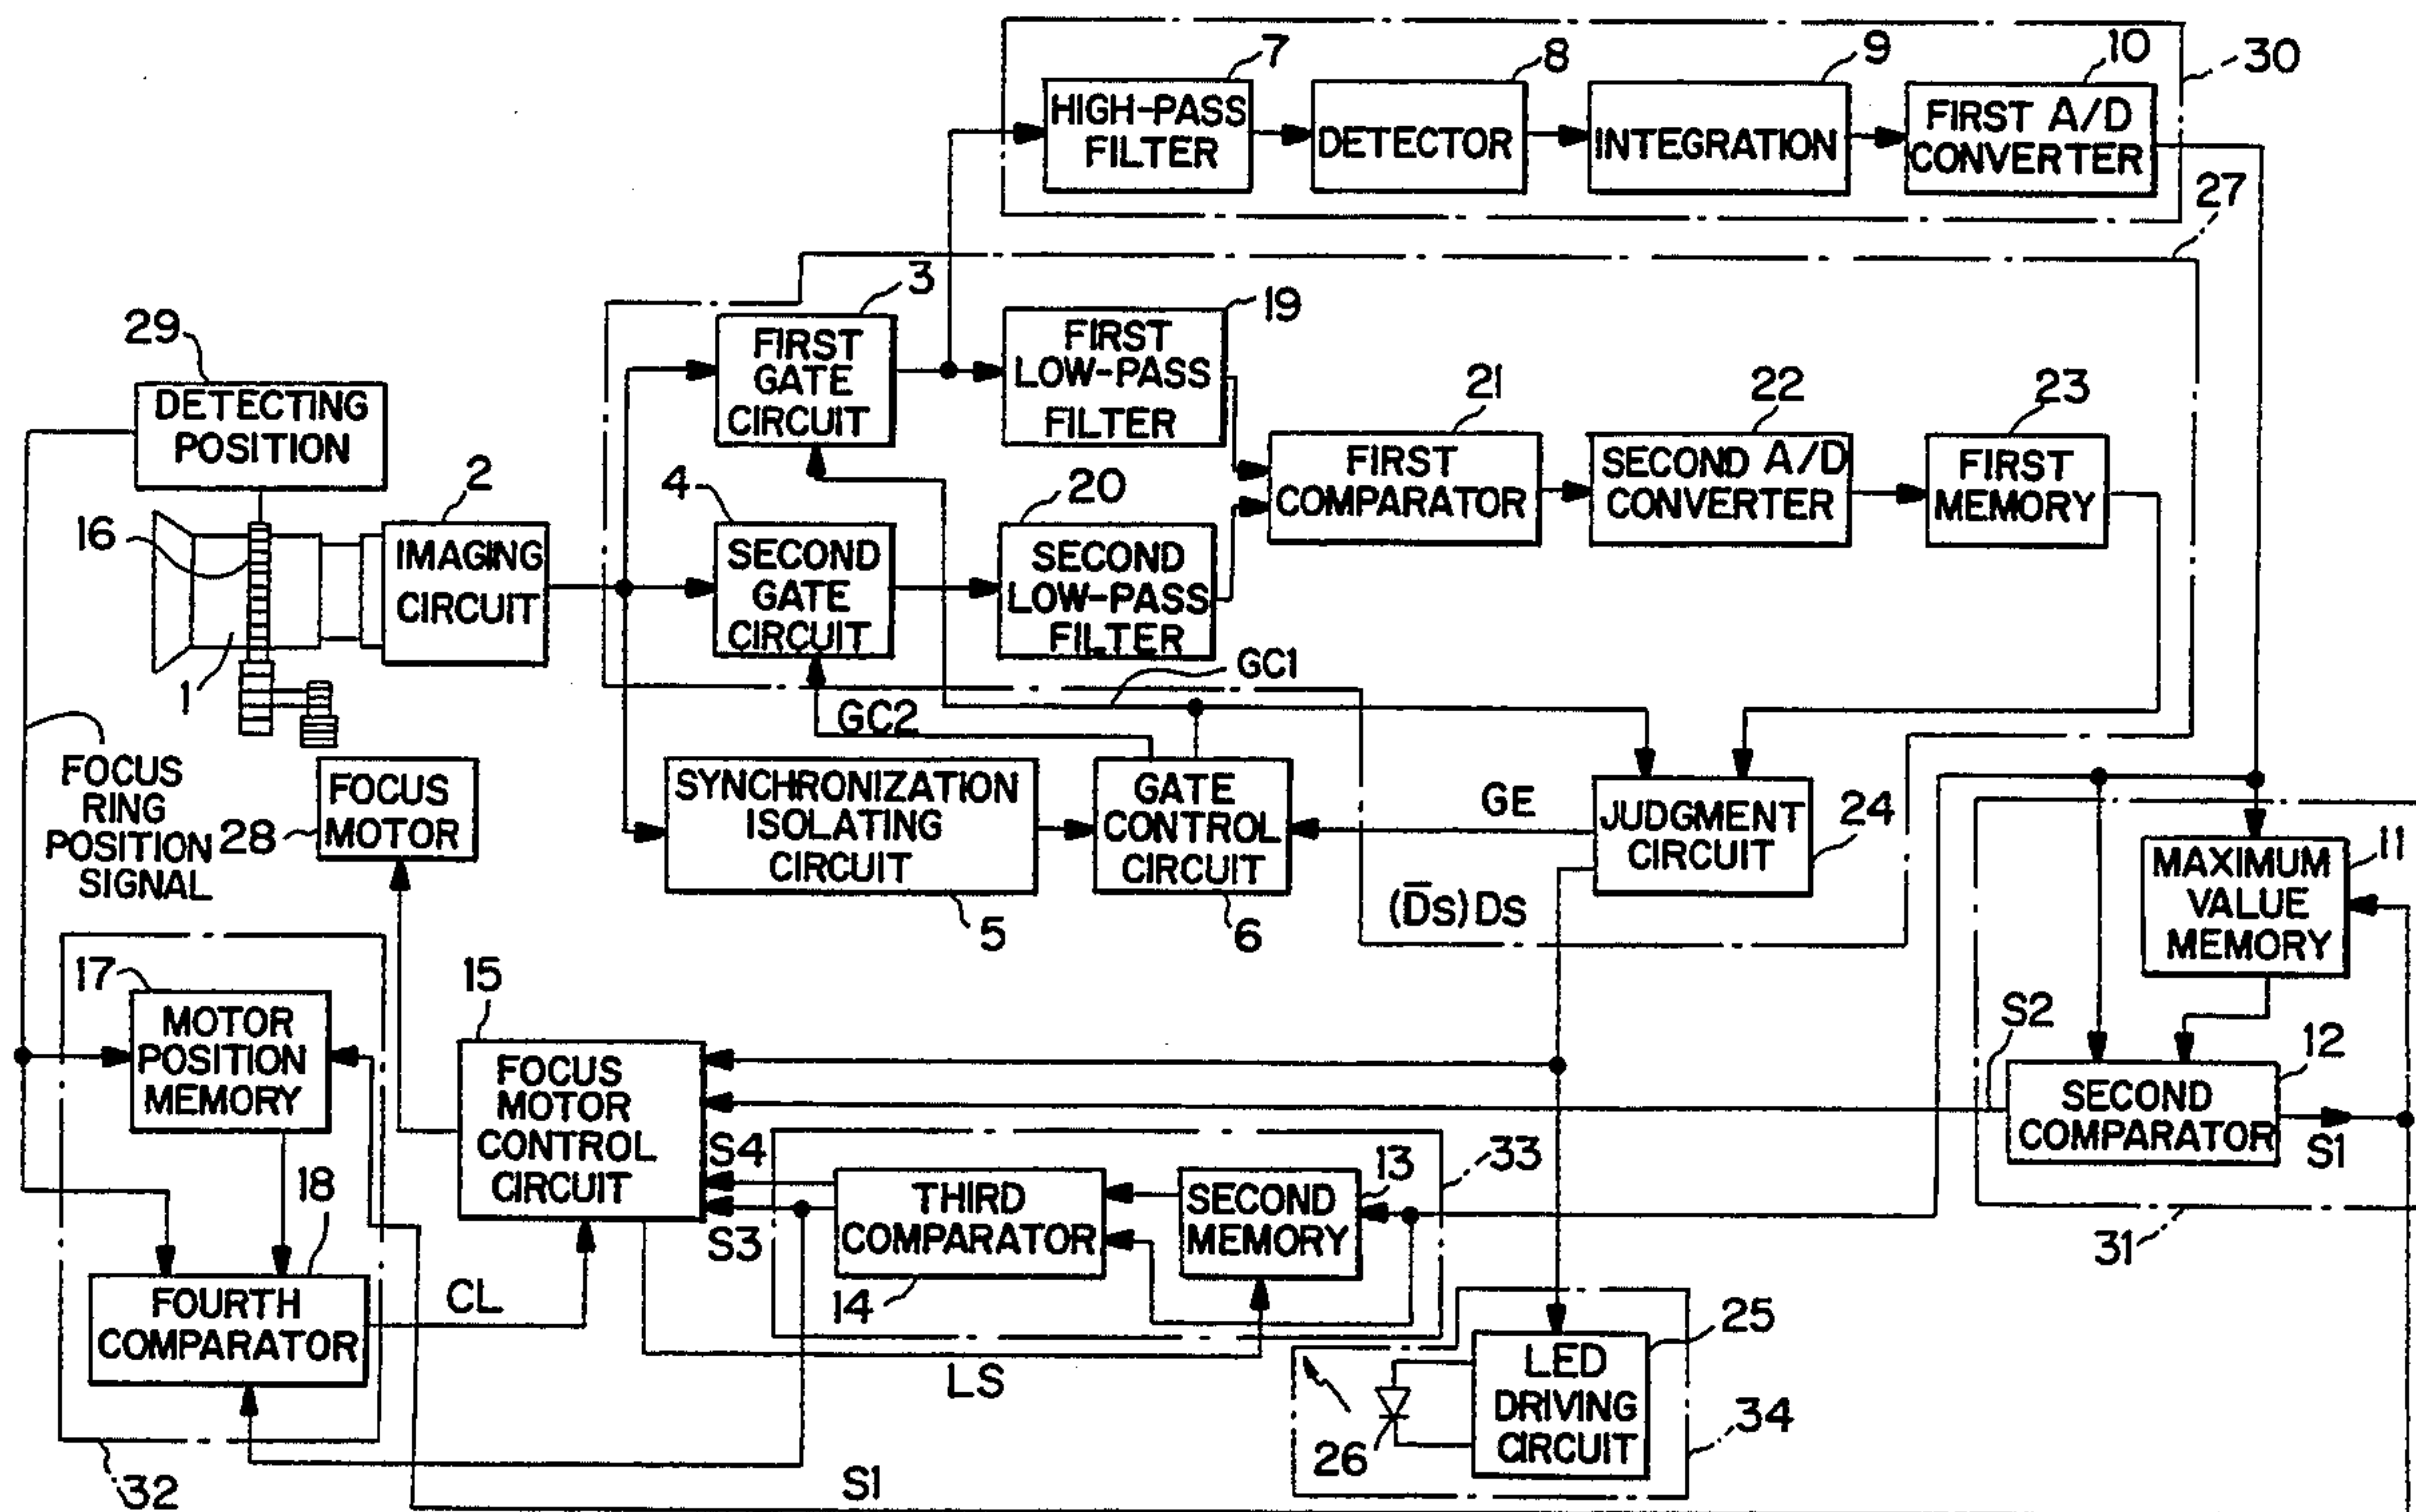 7
8
9
10
30
HIGH-PASS
FILTER
DETECTOR
INTEGRATION
FIRST A/D
CONVERTER
27
3
19
29
FIRST
GATE
CIRCUIT
FIRST
LOW-PASS
FILTER
DETECTING
POSITION
21
22
23
2
4
20
FIRST
COMPARATOR
SECOND A/D
CONVERTER
FIRST
MEMORY
16
IMAGING
CIRCUIT
SECOND
GATE
CIRCUIT
SECOND
LOW-PASS
FILTER
1
GC1
GC2
FOCUS
RING
POSITION
SIGNAL
28
FOCUS
MOTOR
SYNCHRONIZATION
ISOLATING
CIRCUIT
5
GATE
CONTROL
CIRCUIT
6
GE
JUDGMENT
CIRCUIT
24
(D̄s)Ds
MAXIMUM
VALUE
MEMORY
11
17
MOTOR
POSITION
MEMORY
15
FOCUS
MOTOR
CONTROL
CIRCUIT
S2
12
SECOND
COMPARATOR
S1
S4
S3
33
13
THIRD
COMPARATOR
14
SECOND
MEMORY
31
18
FOURTH
COMPARATOR
CL
LS
25
LED
DRIVING
CIRCUIT
26
34
32
S1